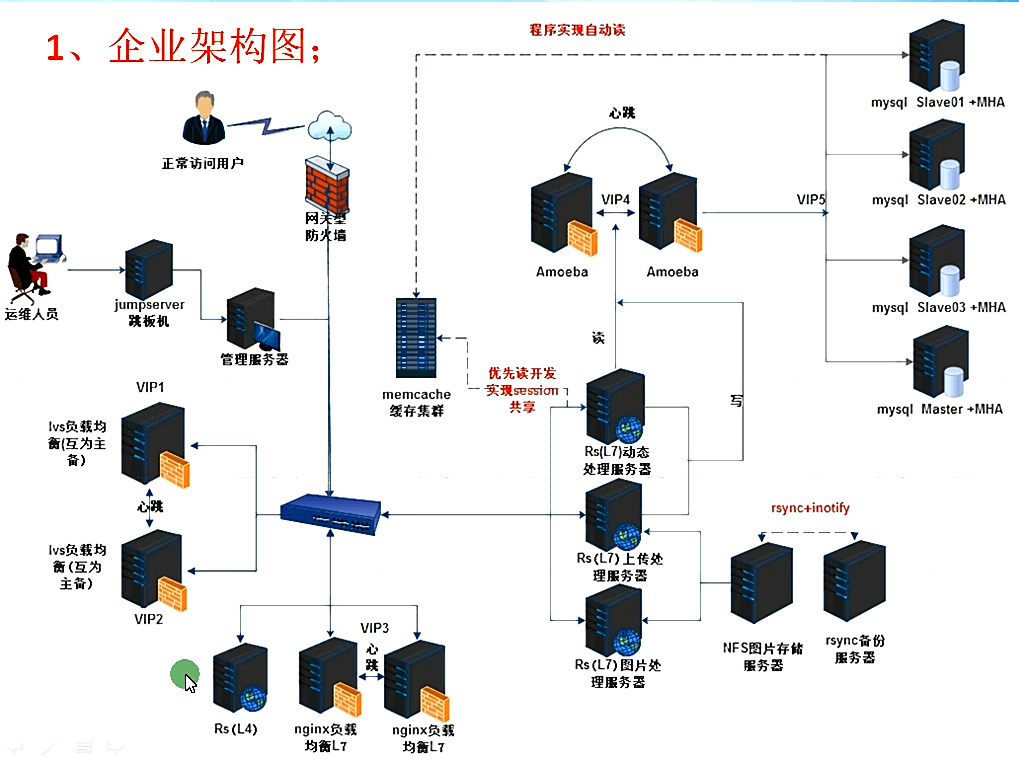 1、企业架构图；
程序实现自动读
mysql Slave01 +MHA
心跳
正常访问用户
网关型
防火墙
VIP4
VIP5
mysql Slave02 +MHA
Amoeba
Amoeba
运维人员
jumpserver
跳板机
mysql Slave03 +MHA
管理服务器
读
memcache
缓存集群
优先读开发
实现session
共享
写
mysql Master +MHA
VIP1
lvs负载均
衡(互为主
备）
心跳
lvs负载均
衡（互为
主备）
VIP2
Rs(L7)动态
处理服务器
rsync+inotify
Rs(L7)上传处
理服务器
Rs(L7)图片处
理服务器
NFS图片存储
服务器
rsync备份
服务器
VIP3
心
跳
Rs(L4)
nginx负载
均衡L7
nginx负载
均衡L7